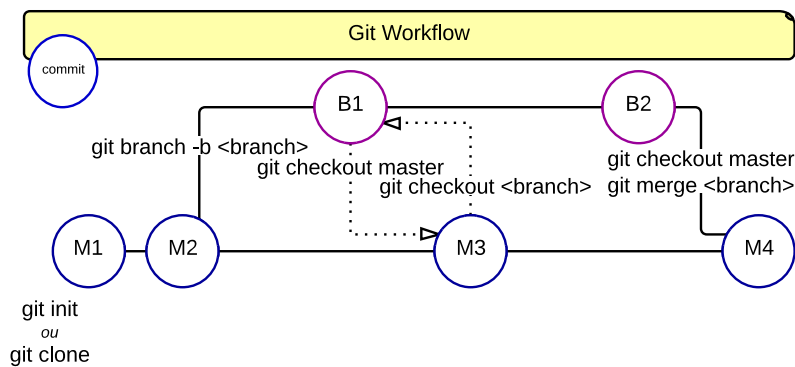 Git Workflow
commit
B1
B2
git branch -b <branch>
git checkout master
git checkout <branch>
git checkout master
git merge <branch>
M1
M2
M3
M4
git init
ou
git clone